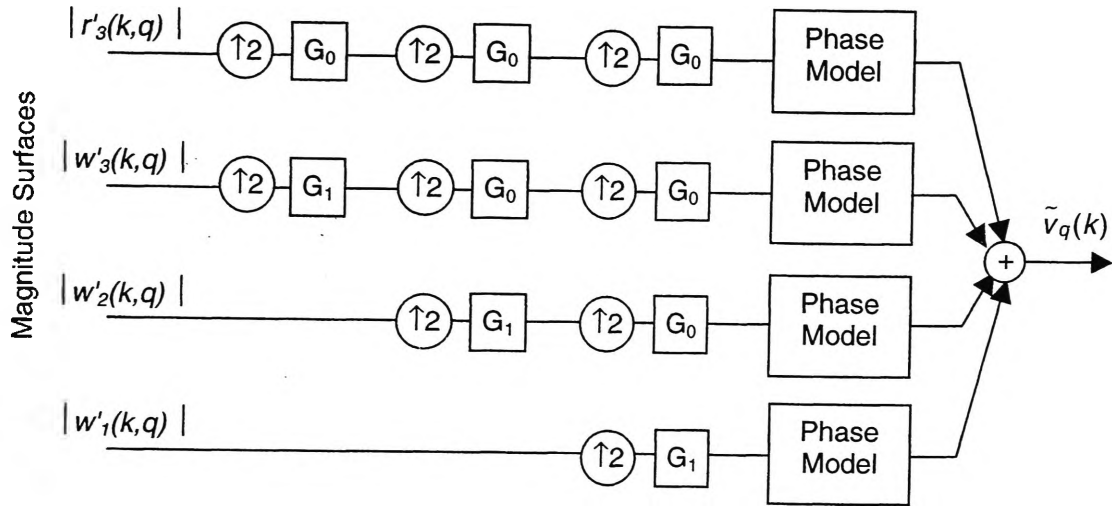 Magnitude Surfaces
|r'₃(k,q)|
↑2 G₀ ↑2 G₀ ↑2 G₀ Phase Model
|w'₃(k,q)|
↑2 G₁ ↑2 G₀ ↑2 G₀ Phase Model
|w'₂(k,q)|
↑2 G₁ ↑2 G₀ Phase Model
|w'₁(k,q)|
↑2 G₁ Phase Model
+
ṽ_q(k)